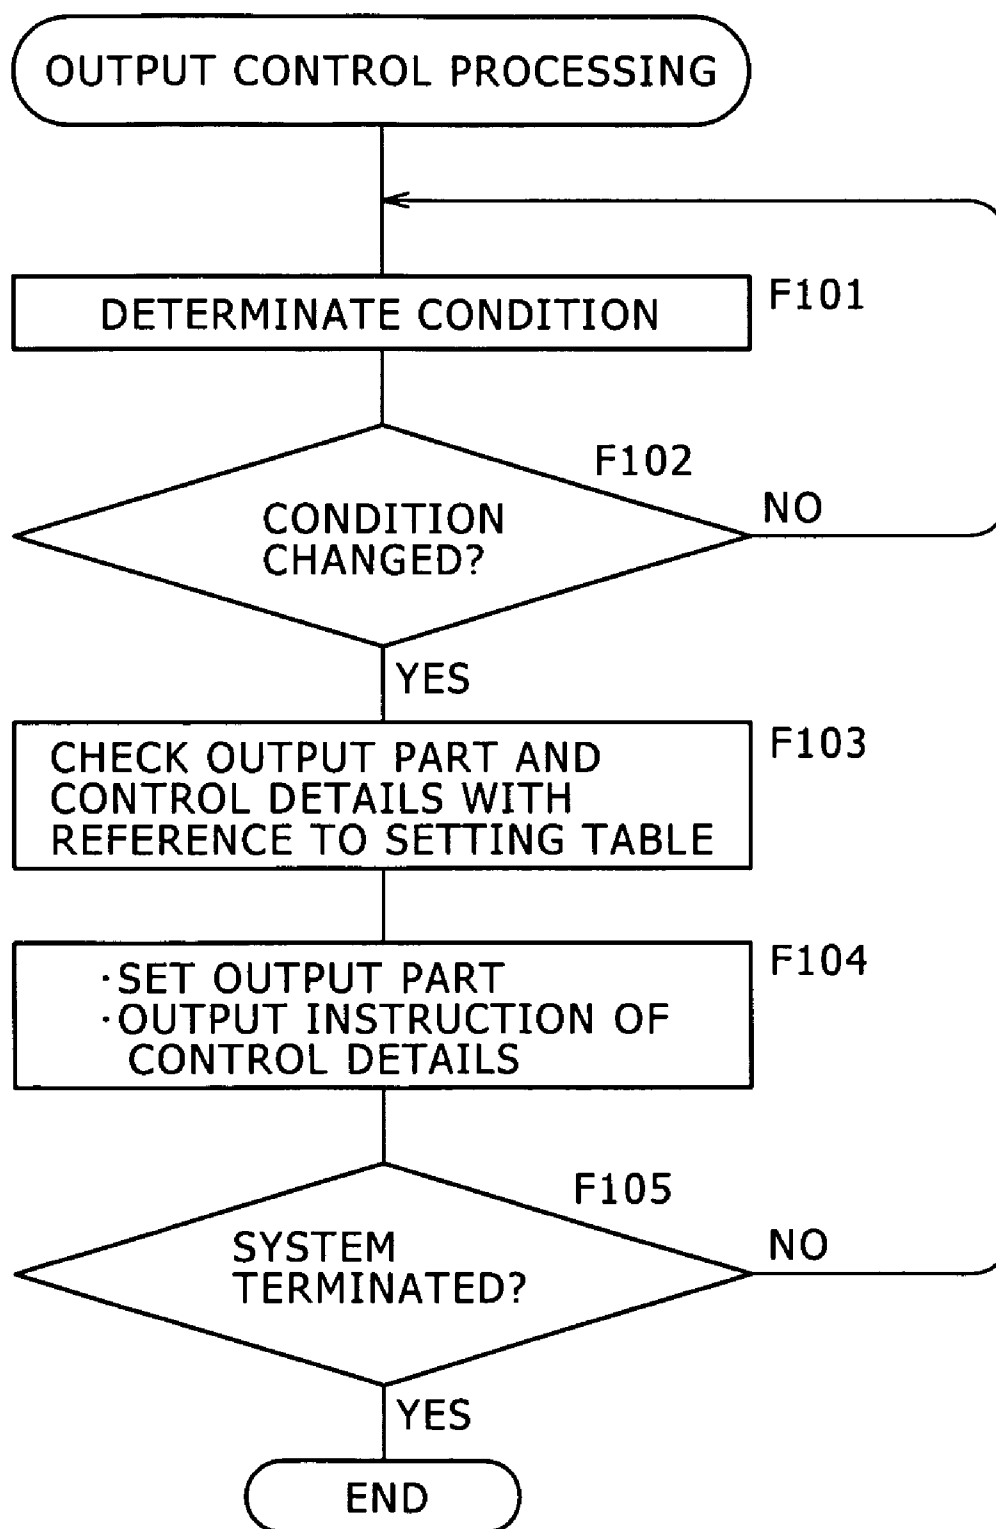 OUTPUT CONTROL PROCESSING
DETERMINATE CONDITION
F101
F102
CONDITION
CHANGED?
NO
YES
CHECK OUTPUT PART AND
CONTROL DETAILS WITH
REFERENCE TO SETTING TABLE
F103
·SET OUTPUT PART
·OUTPUT INSTRUCTION OF
CONTROL DETAILS
F104
F105
SYSTEM
TERMINATED?
NO
YES
END